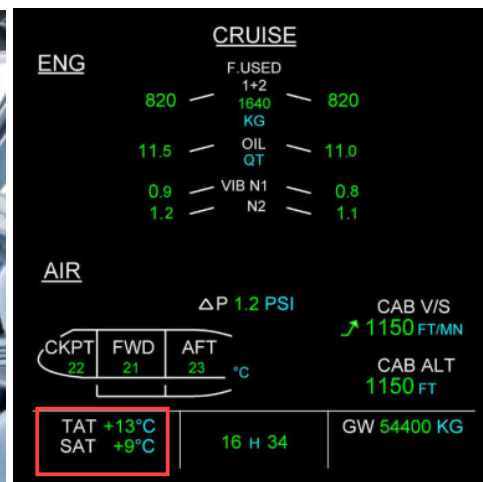 CRUISE
ENG
F.USED
1+2
820 1640 820
KG
11.5 OIL 11.0
QT
0.9 VIB N1 0.8
1.2 N2 1.1
AIR
ΔP 1.2 PSI
CAB V/S
1150 FT/MN
CKPT FWD AFT
22 21 23 °C
CAB ALT
1150 FT
TAT +13°C
SAT +9°C
16 H 34
GW 54400 KG